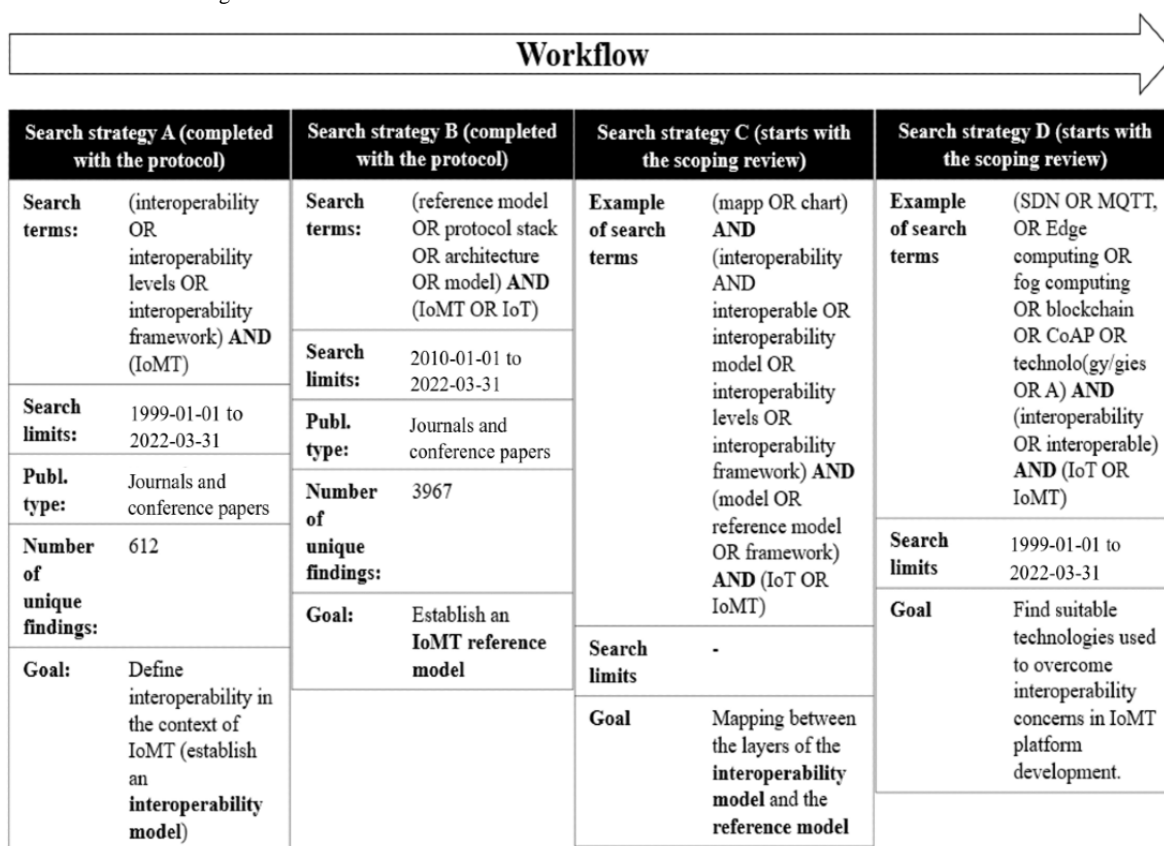 Workflow
Search strategy A (completed
with the protocol)
Search
terms:
(interoperability
OR
interoperability
levels OR
interoperability
framework) AND
(IoMT)
Search
limits:
1999-01-01 to
2022-03-31
Publ.
type:
Journals and
conference papers
Number
of
unique
findings:
612
Goal:
Define
interoperability in
the context of
IoMT (establish
an
interoperability
model)
Search strategy B (completed
with the protocol)
Search
terms:
(reference model
OR protocol stack
OR architecture
OR model) AND
(IoMT OR IoT)
Search
limits:
2010-01-01 to
2022-03-31
Publ.
type:
Journals and
conference papers
Number
of
unique
findings:
3967
Goal:
Establish an
IoMT reference
model
Search strategy C (starts with
the scoping review)
Example
of search
terms
(mapp OR chart)
AND
(interoperability
AND
interoperable OR
interoperability
model OR
interoperability
levels OR
interoperability
framework) AND
(model OR
reference model
OR framework)
AND (IoT OR
IoMT)
Search
limits
-
Goal
Mapping between
the layers of the
interoperability
model and the
reference model
Search strategy D (starts with
the scoping review)
Example
of search
terms
(SDN OR MQTT,
OR Edge
computing OR
fog computing
OR blockchain
OR CoAP OR
technolo(gy/gies
OR A) AND
(interoperability
OR interoperable)
AND (IoT OR
IoMT)
Search
limits
1999-01-01 to
2022-03-31
Goal
Find suitable
technologies used
to overcome
interoperability
concerns in IoMT
platform
development.